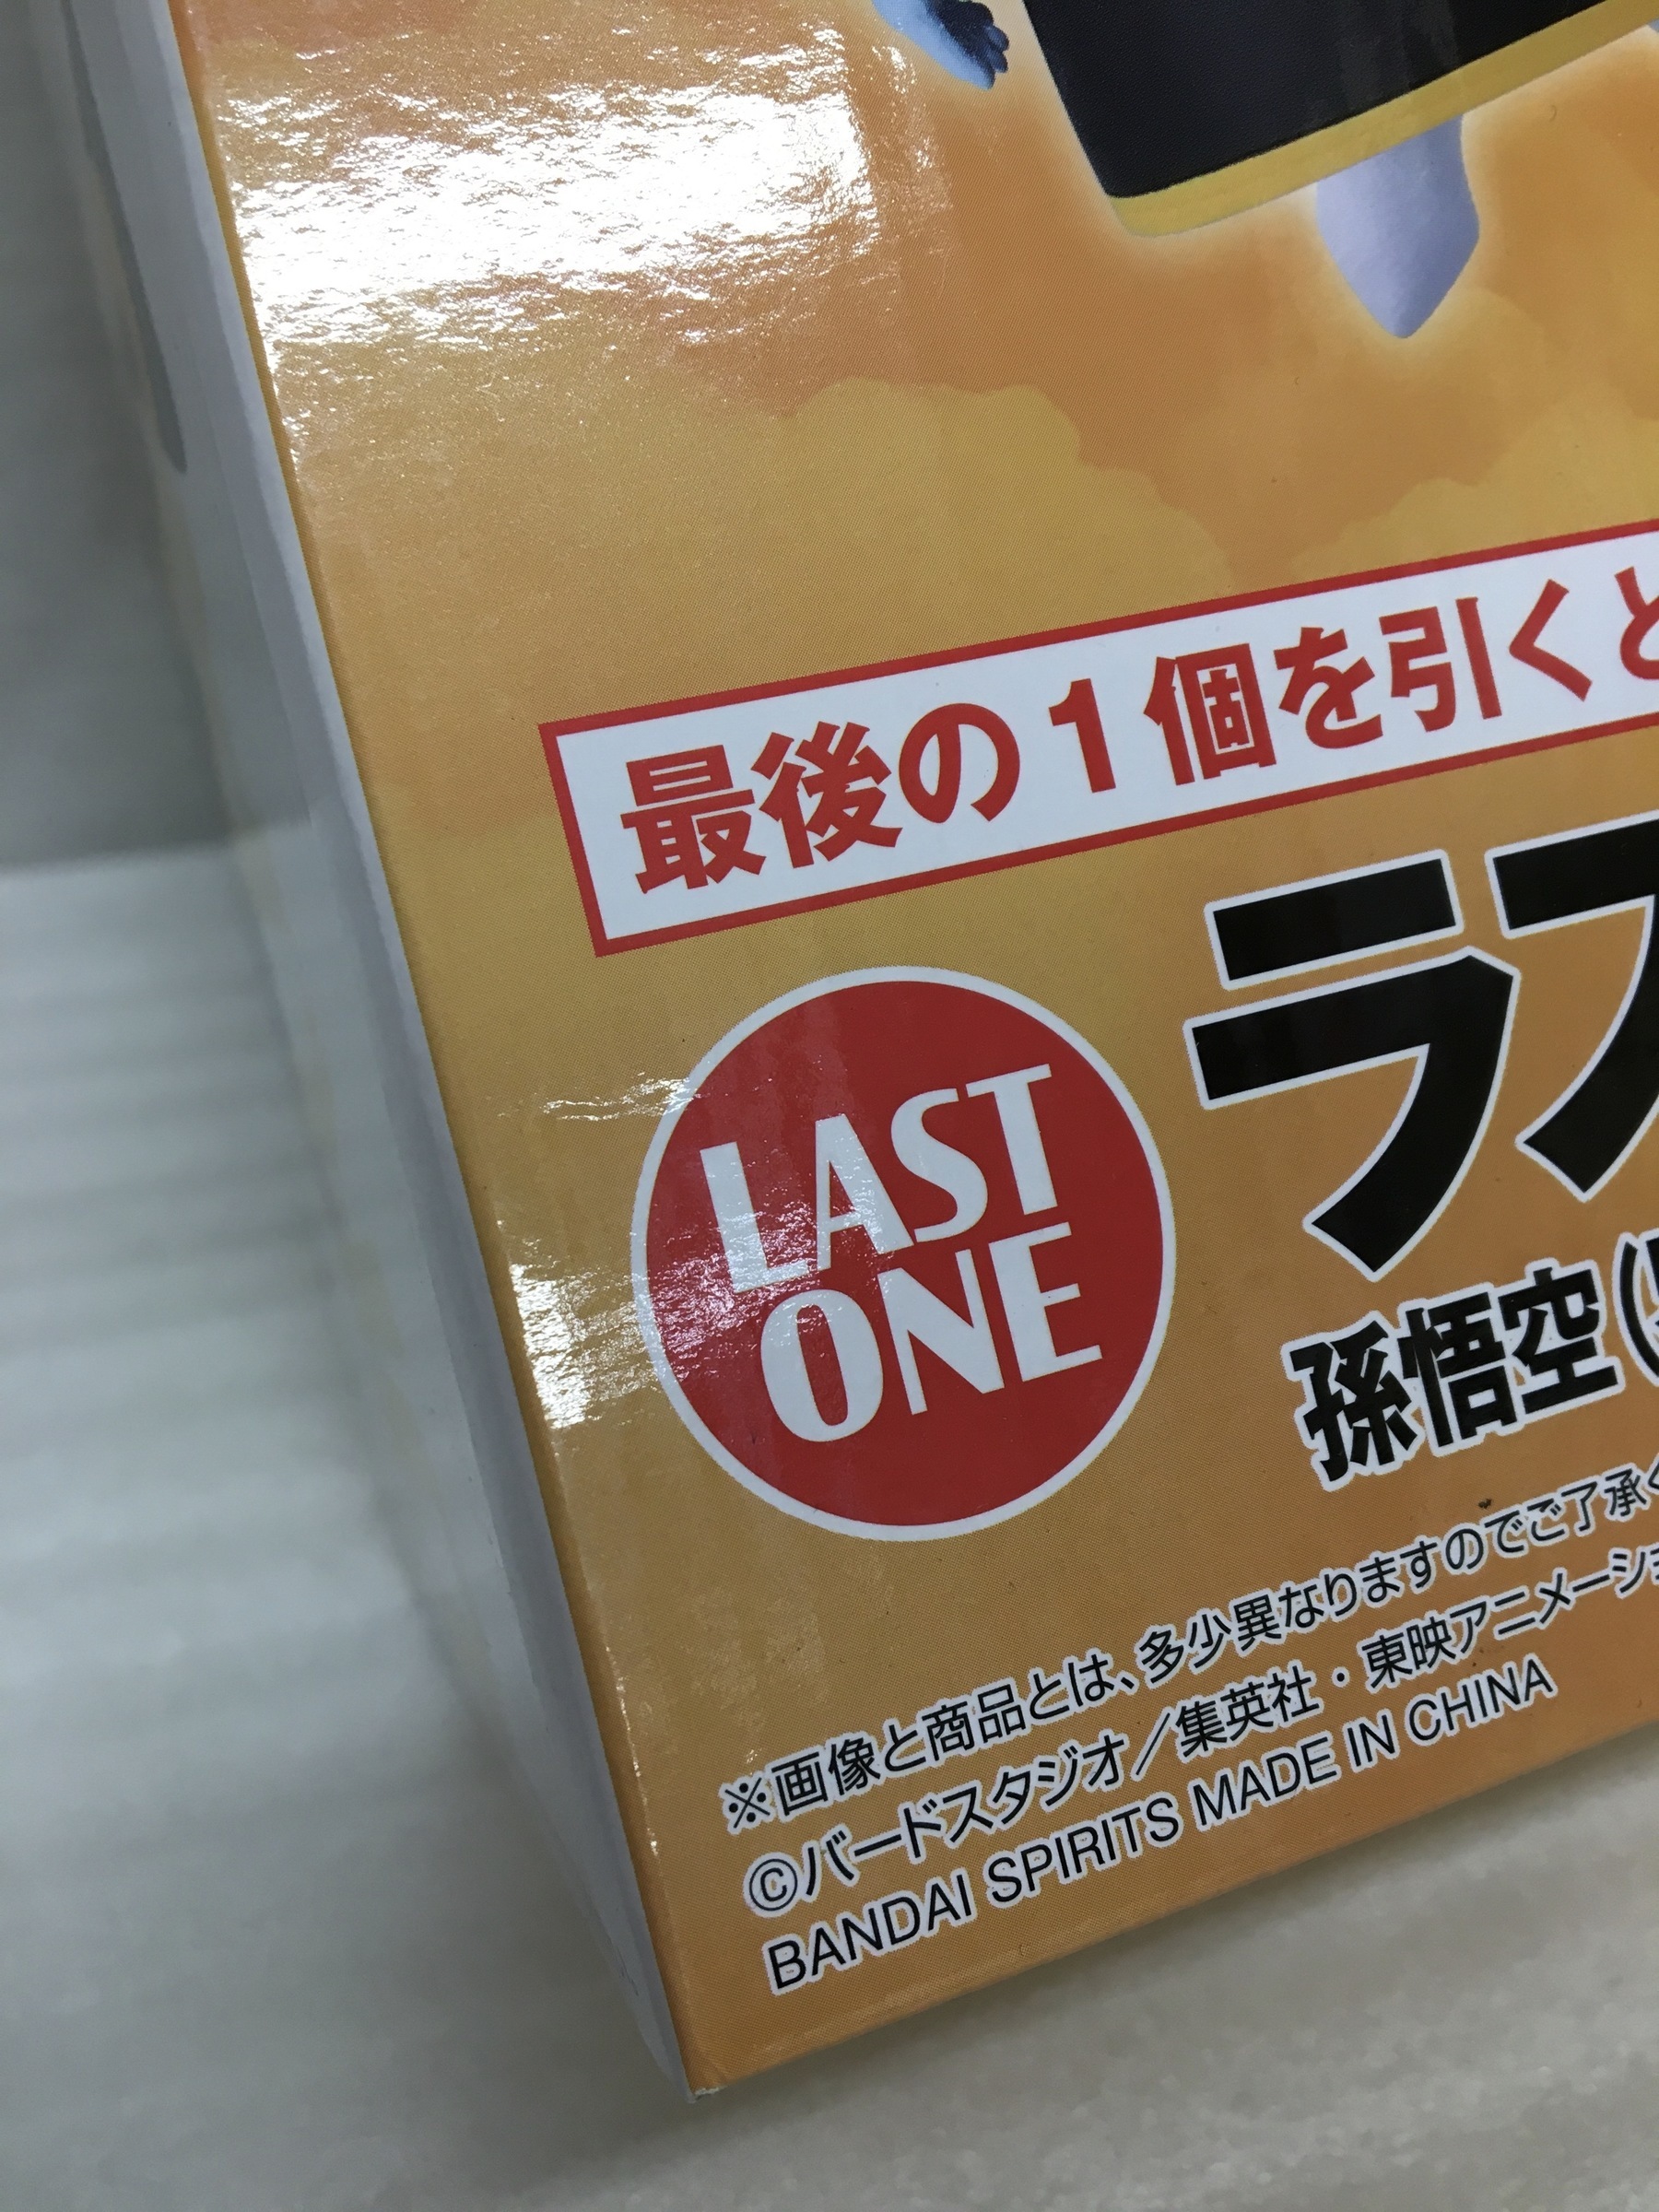 最後の1個を引くと
ラス
LAST
ONE
孫悟空(
※画像と商品とは、多少異なりますのでご了承く
©バードスタジオ／集英社・東映アニメーショ
BANDAI SPIRITS MADE IN CHINA